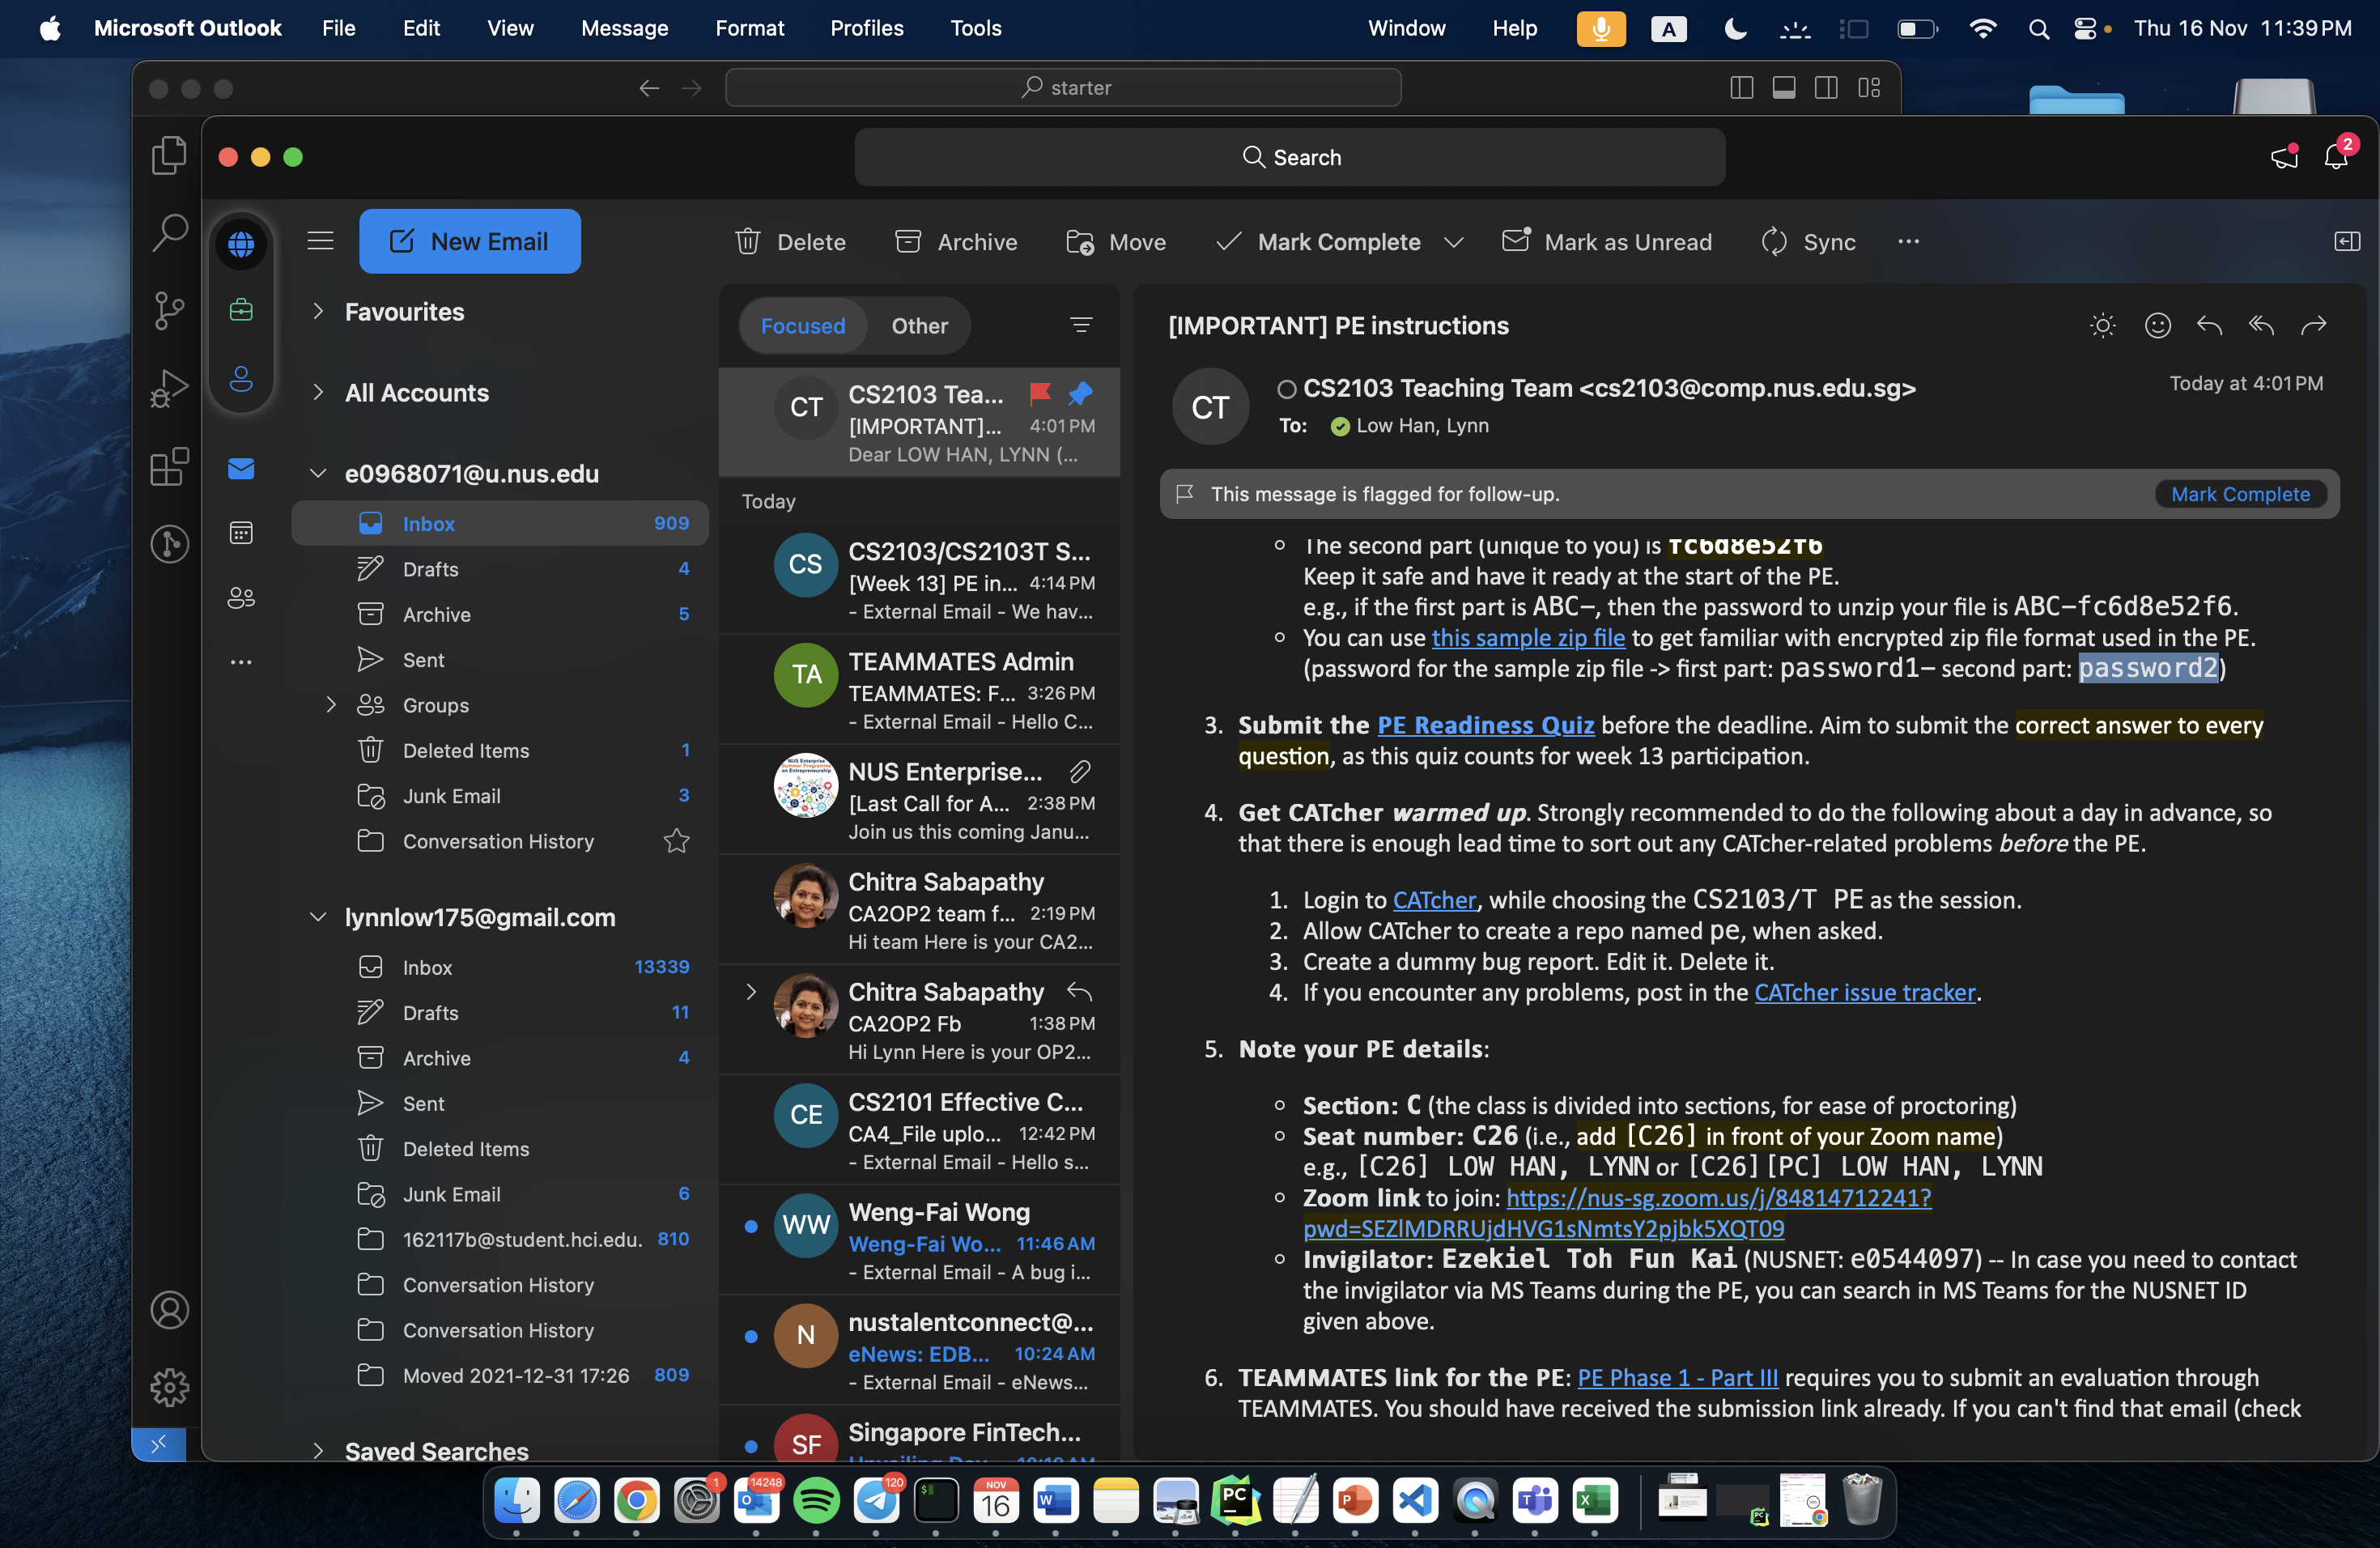 Microsoft Outlook File Edit View Message Format Profiles Tools Window Help A Thu 16 Nov 11:39 PM
starter
Search
2
New Email
Delete Archive Move Mark Complete Mark as Unread Sync
Favourites
All Accounts
e0968071@u.nus.edu
Inbox 909
Drafts 4
Archive 5
Sent
Groups
Deleted Items 1
Junk Email 3
Conversation History
lynnlow175@gmail.com
Inbox 13339
Drafts 11
Archive 4
Sent
Deleted Items
Junk Email 6
162117b@student.hci.edu. 810
Conversation History
Conversation History
Moved 2021-12-31 17:26 809
Saved Searches
Focused Other
CT
CS2103 Tea...
[IMPORTANT]... 4:01 PM
Dear LOW HAN, LYNN (...
Today
CS
CS2103/CS2103T S...
[Week 13] PE in... 4:14 PM
- External Email - We hav...
TA
TEAMMATES Admin
TEAMMATES: F... 3:26 PM
- External Email - Hello C...
NUS Enterprise...
[Last Call for A... 2:38 PM
Join us this coming Janu...
Chitra Sabapathy
CA2OP2 team f... 2:19 PM
Hi team Here is your CA2...
Chitra Sabapathy
CA2OP2 Fb 1:38 PM
Hi Lynn Here is your OP2...
CE
CS2101 Effective C...
CA4_File uplo... 12:42 PM
- External Email - Hello s...
WW
Weng-Fai Wong
Weng-Fai Wo... 11:46 AM
- External Email - A bug i...
N
nustalentconnect@...
eNews: EDB... 10:24 AM
- External Email - eNews...
SF
Singapore FinTech...
[IMPORTANT] PE instructions
CT
CS2103 Teaching Team <cs2103@comp.nus.edu.sg>
Today at 4:01 PM
To: Low Han, Lynn
This message is flagged for follow-up. Mark Complete
The second part (unique to you) is fc6d8e52f6
Keep it safe and have it ready at the start of the PE.
e.g., if the first part is ABC-, then the password to unzip your file is ABC-fc6d8e52f6.
You can use this sample zip file to get familiar with encrypted zip file format used in the PE.
(password for the sample zip file -> first part: password1- second part: password2)
3. Submit the PE Readiness Quiz before the deadline. Aim to submit the correct answer to every
question, as this quiz counts for week 13 participation.
4. Get CATcher warmed up. Strongly recommended to do the following about a day in advance, so
that there is enough lead time to sort out any CATcher-related problems before the PE.
1. Login to CATcher, while choosing the CS2103/T PE as the session.
2. Allow CATcher to create a repo named pe, when asked.
3. Create a dummy bug report. Edit it. Delete it.
4. If you encounter any problems, post in the CATcher issue tracker.
5. Note your PE details:
Section: C (the class is divided into sections, for ease of proctoring)
Seat number: C26 (i.e., add [C26] in front of your Zoom name)
e.g., [C26] LOW HAN, LYNN or [C26][PC] LOW HAN, LYNN
Zoom link to join: https://nus-sg.zoom.us/j/84814712241?
pwd=SEZlMDRRUjdHVG1sNmtsY2pjbk5XQT09
Invigilator: Ezekiel Toh Fun Kai (NUSNET: e0544097) -- In case you need to contact
the invigilator via MS Teams during the PE, you can search in MS Teams for the NUSNET ID
given above.
6. TEAMMATES link for the PE: PE Phase 1 - Part III requires you to submit an evaluation through
TEAMMATES. You should have received the submission link already. If you can't find that email (check
1 14248 120 NOV 16 PC